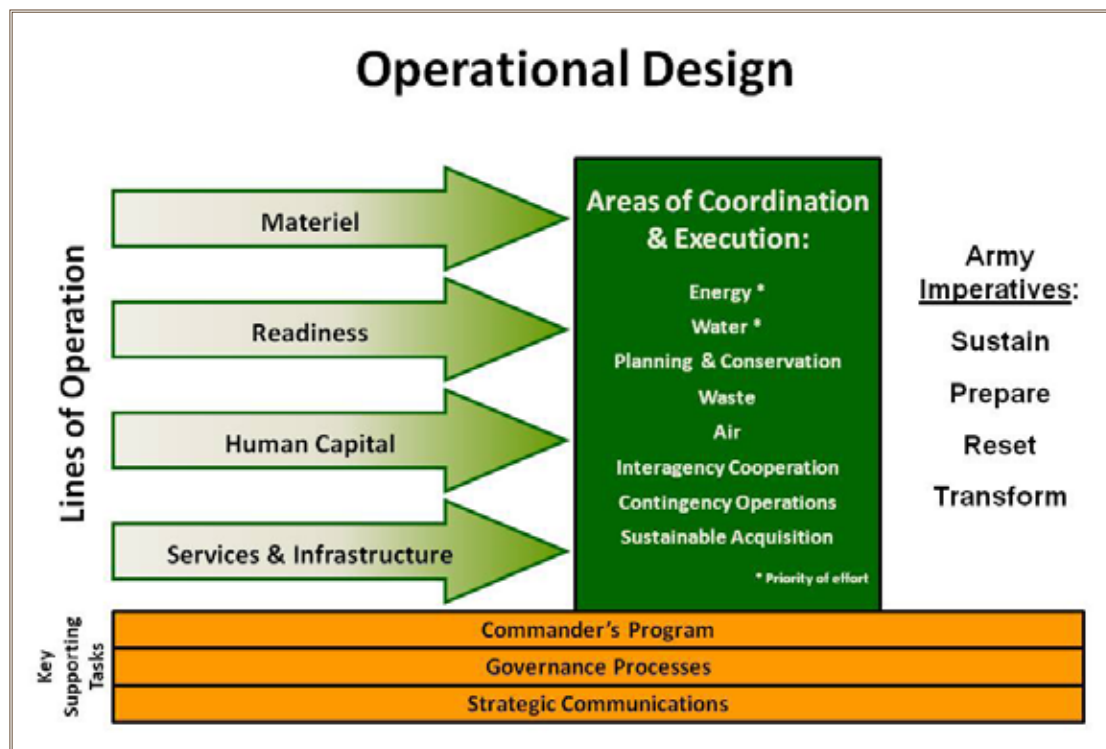 Operational Design
Lines of Operation
Materiel
Readiness
Human Capital
Services & Infrastructure
Areas of Coordination
& Execution:
Energy *
Water *
Planning & Conservation
Waste
Air
Interagency Cooperation
Contingency Operations
Sustainable Acquisition
* Priority of effort
Army
Imperatives:
Sustain
Prepare
Reset
Transform
Key
Supporting
Tasks
Commander's Program
Governance Processes
Strategic Communications